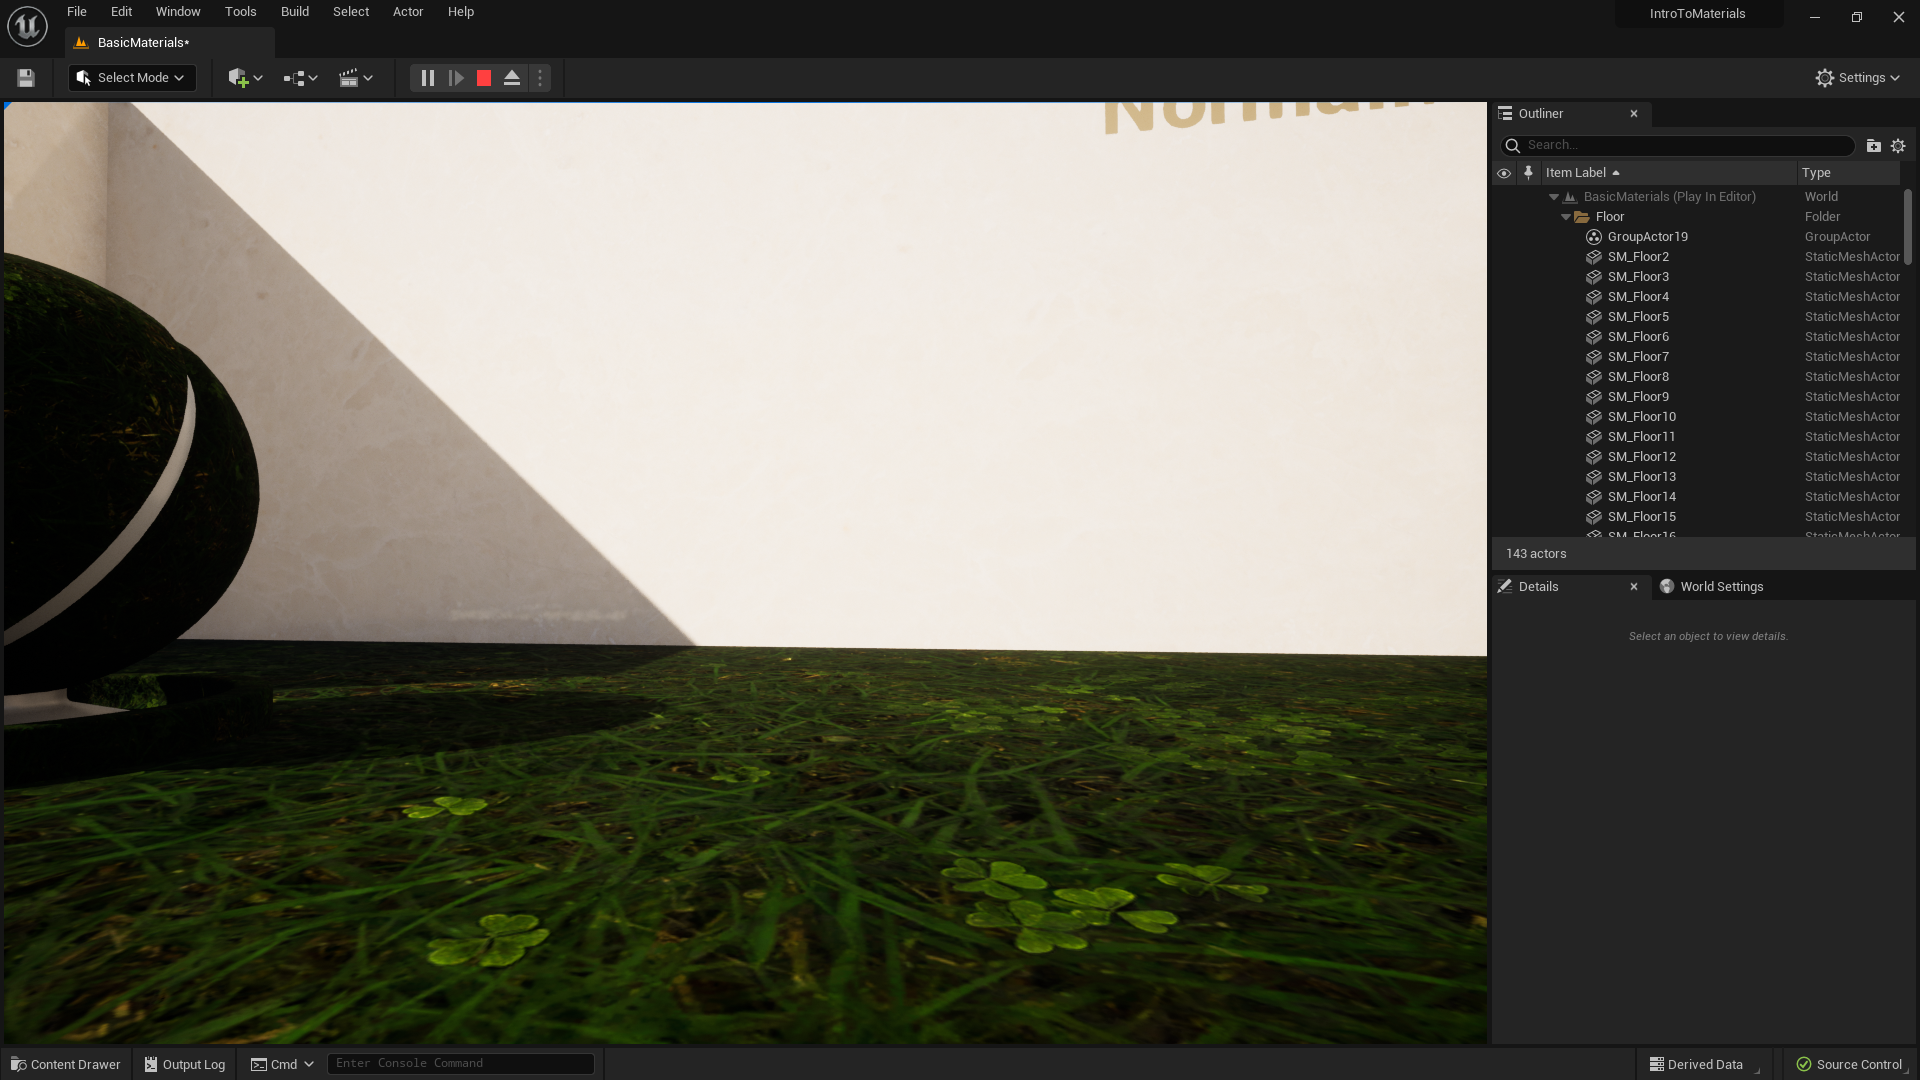 File Edit Window Tools Build Select Actor Help
IntroToMaterials
BasicMaterials*
Select Mode
Settings
Outliner
Search...
Item Label Type
BasicMaterials (Play In Editor) World
Floor Folder
GroupActor19 GroupActor
SM_Floor2 StaticMeshActor
SM_Floor3 StaticMeshActor
SM_Floor4 StaticMeshActor
SM_Floor5 StaticMeshActor
SM_Floor6 StaticMeshActor
SM_Floor7 StaticMeshActor
SM_Floor8 StaticMeshActor
SM_Floor9 StaticMeshActor
SM_Floor10 StaticMeshActor
SM_Floor11 StaticMeshActor
SM_Floor12 StaticMeshActor
SM_Floor13 StaticMeshActor
SM_Floor14 StaticMeshActor
SM_Floor15 StaticMeshActor
SM_Floor16 StaticMeshActor
143 actors
Details World Settings
Select an object to view details.
Content Drawer Output Log Cmd Enter Console Command Derived Data Source Control